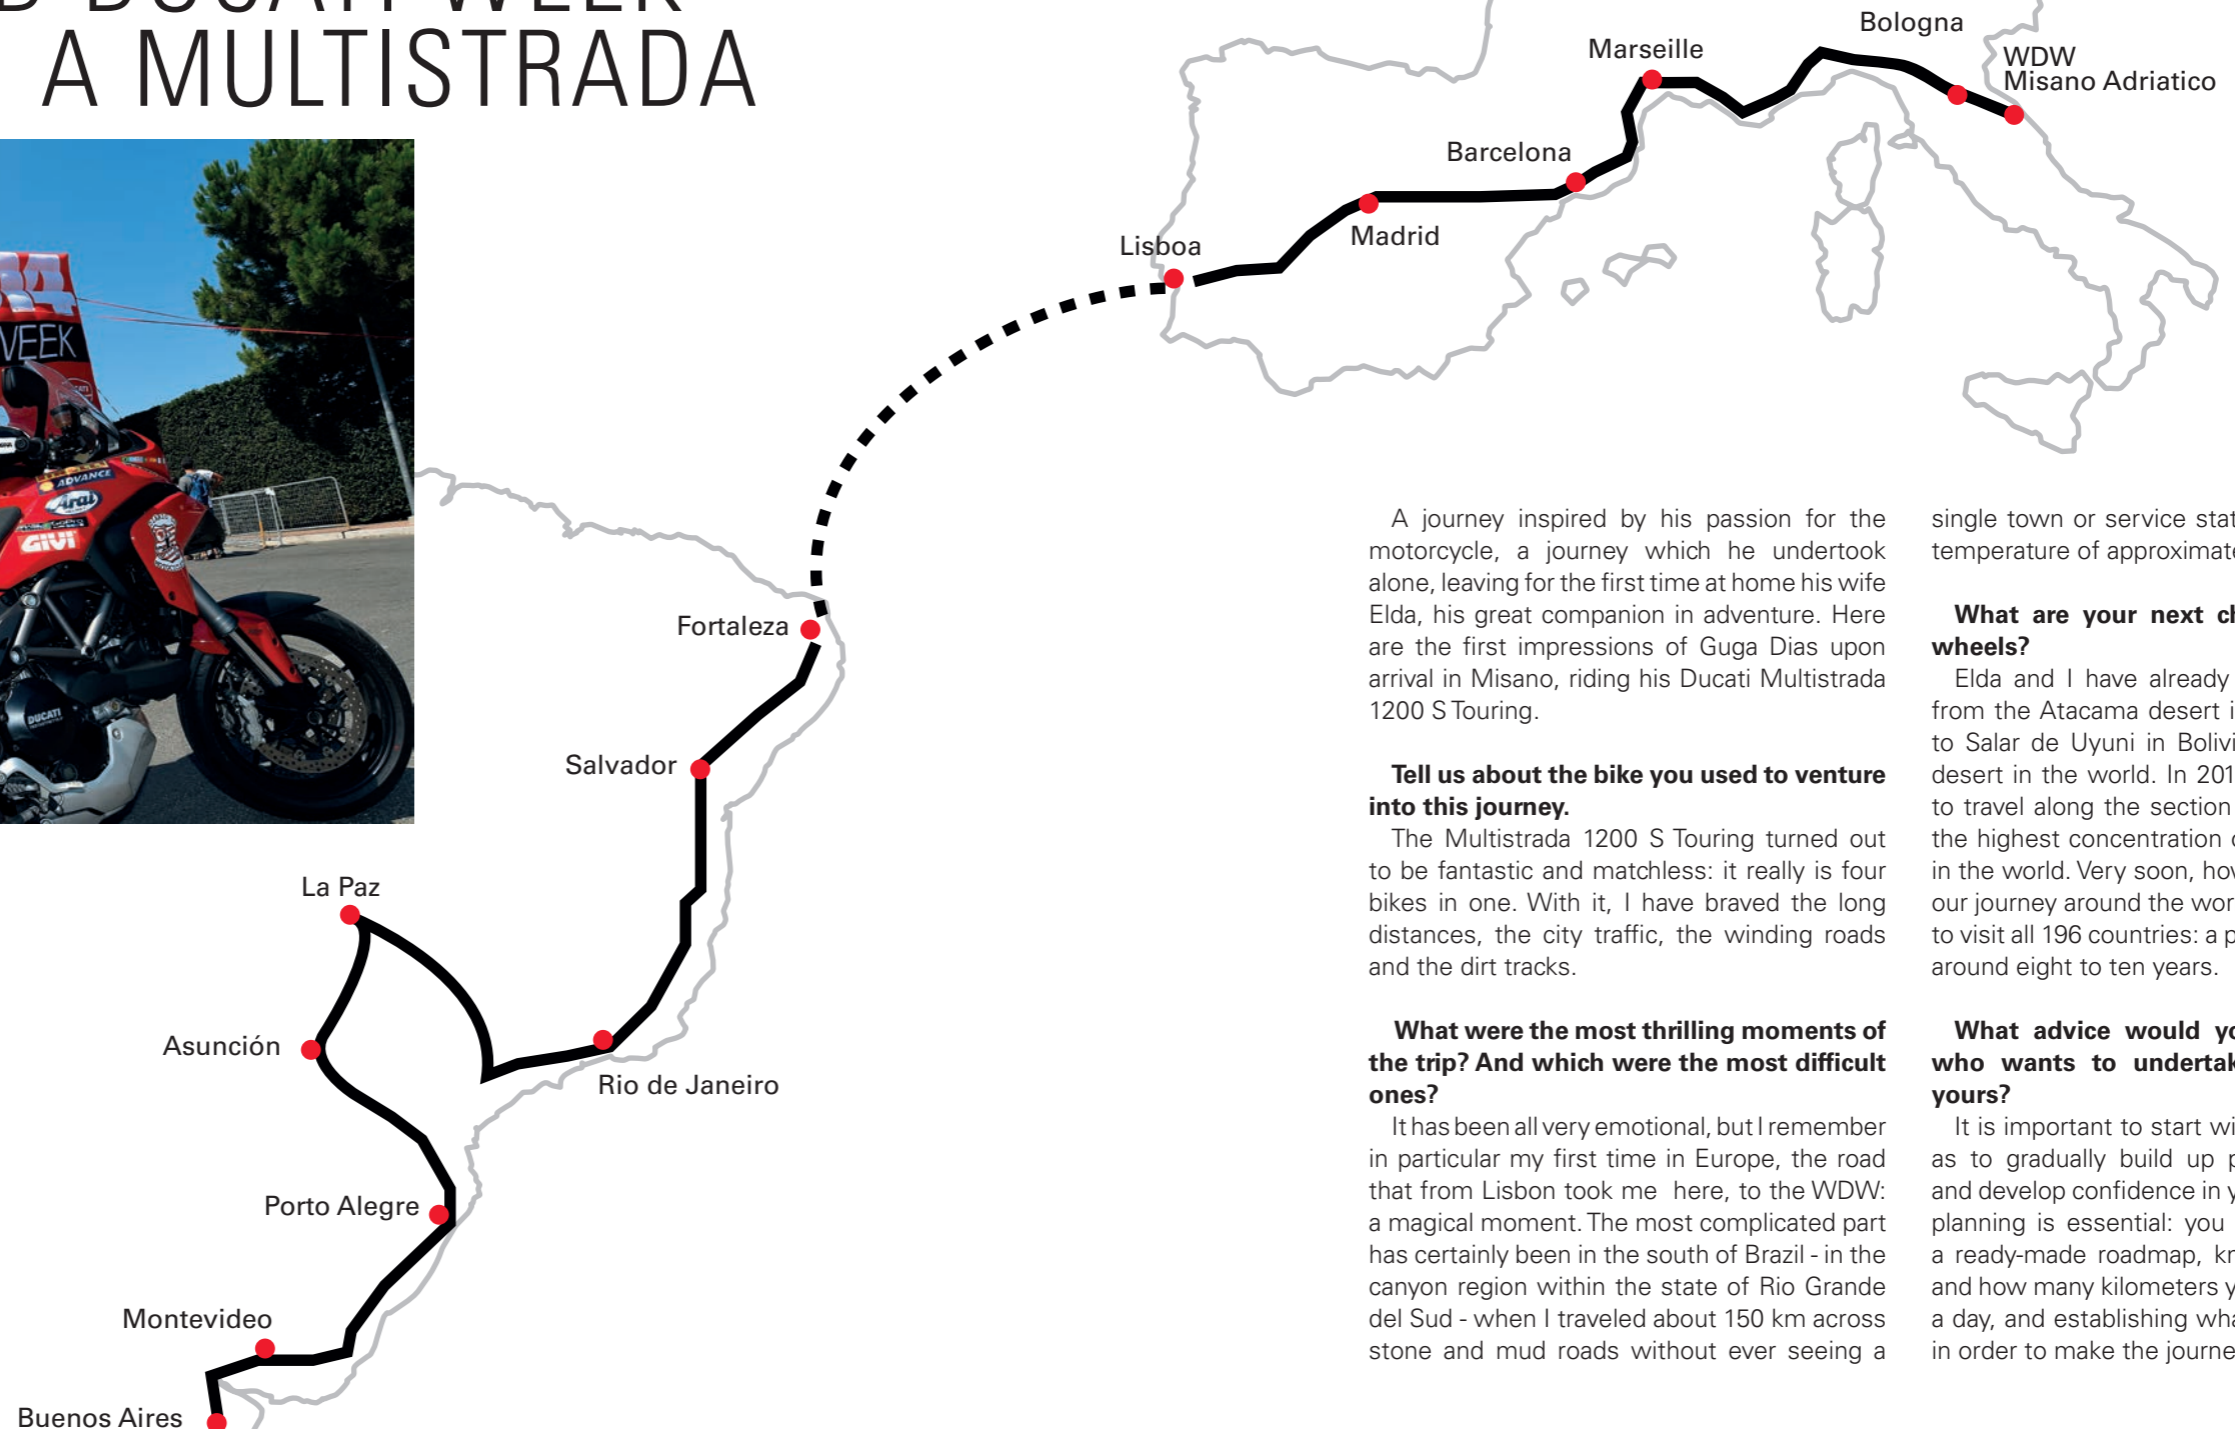 A MULTISTRADA
Bologna
Marseille
WDW
Misano Adriatico
Barcelona
Madrid
Lisboa
Fortaleza
Salvador
La Paz
Asunción
Rio de Janeiro
Porto Alegre
Montevideo
Buenos Aires
WEEK
ADVANCE
Arai
GIVI
DUCATI
A journey inspired by his passion for the
motorcycle, a journey which he undertook
alone, leaving for the first time at home his wife
Elda, his great companion in adventure. Here
are the first impressions of Guga Dias upon
arrival in Misano, riding his Ducati Multistrada
1200 S Touring.
Tell us about the bike you used to venture
into this journey.
The Multistrada 1200 S Touring turned out
to be fantastic and matchless: it really is four
bikes in one. With it, I have braved the long
distances, the city traffic, the winding roads
and the dirt tracks.
What were the most thrilling moments of
the trip? And which were the most difficult
ones?
It has been all very emotional, but I remember
in particular my first time in Europe, the road
that from Lisbon took me here, to the WDW:
a magical moment. The most complicated part
has certainly been in the south of Brazil - in the
canyon region within the state of Rio Grande
del Sud - when I traveled about 150 km across
stone and mud roads without ever seeing a
single town or service
temperature of
What are your next
wheels?
Elda and I have already
from the Atacama desert
to Salar de Uyuni in
desert in the world. In
to travel along the section
the highest concentration
in the world. Very soon,
our journey around the
to visit all 196 countries: a
around eight to ten years.
What advice would
who wants to
yours?
It is important to start
as to gradually build up
and develop confidence in
planning is essential: you
a ready-made roadmap,
and how many kilometers
a day, and establishing
in order to make the